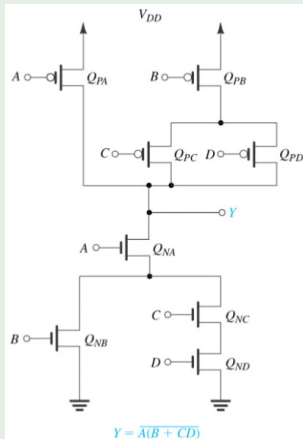 V_DD
A Q_PA B Q_PB
C Q_PC D Q_PD
Y
A Q_NA
C Q_NC
B Q_NB
D Q_ND
Y = \overline{A(B + CD)}